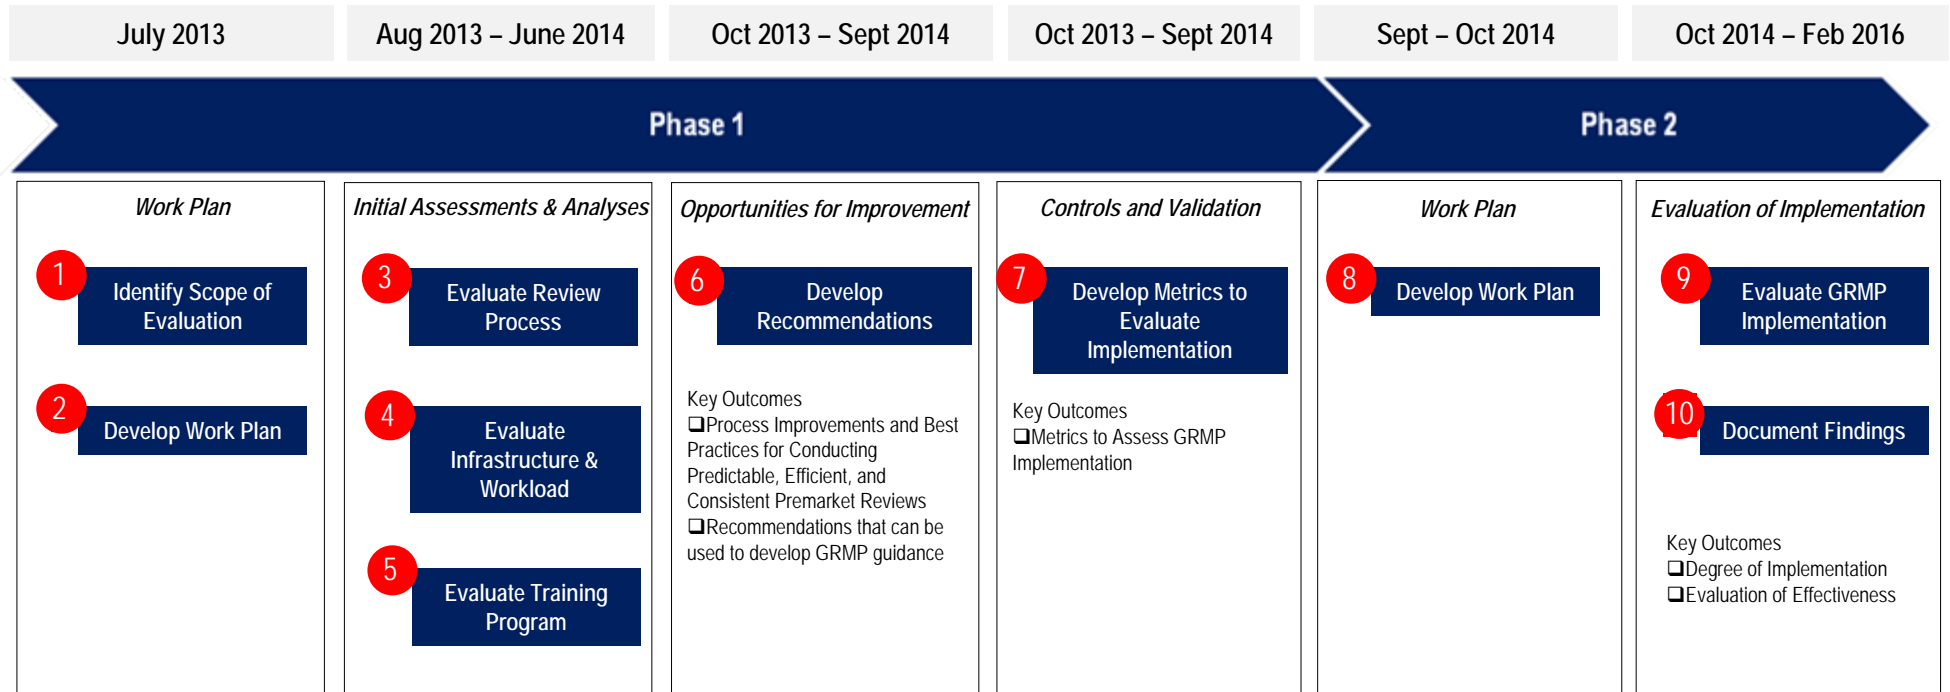 July 2013
Aug 2013 – June 2014
Oct 2013 – Sept 2014
Oct 2013 – Sept 2014
Sept – Oct 2014
Oct 2014 – Feb 2016
Phase 1
Phase 2
Work Plan
1
Identify Scope of
Evaluation
2
Develop Work Plan
Initial Assessments & Analyses
3
Evaluate Review
Process
4
Evaluate
Infrastructure &
Workload
5
Evaluate Training
Program
Opportunities for Improvement
6
Develop
Recommendations
Key Outcomes
❑Process Improvements and Best
Practices for Conducting
Predictable, Efficient, and
Consistent Premarket Reviews
❑Recommendations that can be
used to develop GRMP guidance
Controls and Validation
7
Develop Metrics to
Evaluate
Implementation
Key Outcomes
❑Metrics to Assess GRMP
Implementation
Work Plan
8
Develop Work Plan
Evaluation of Implementation
9
Evaluate GRMP
Implementation
10
Document Findings
Key Outcomes
❑Degree of Implementation
❑Evaluation of Effectiveness